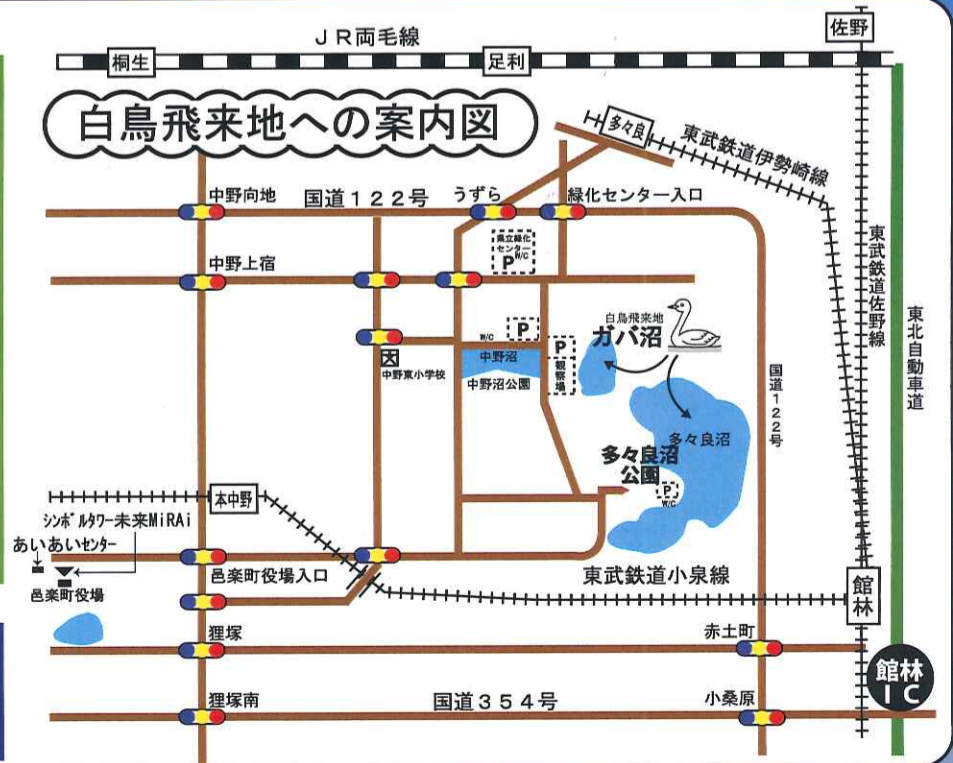 佐野
JR両毛線
桐生
足利
白鳥飛来地への案内図
多々良
東武鉄道伊勢崎線
中野向地
国道122号
うずら
緑化センター入口
県立緑化
センター
P W/C
東武鉄道佐野線
東北自動車道
中野上宿
白鳥飛来地
ガバ沼
W/C
P
P
観察場
文
中野東小学校
中野沼
中野沼公園
国道122号
多々良沼
多々良沼
公園
P
W/C
本中野
シンボルタワー未来MiRAi
あいあいセンター
邑楽町役場
邑楽町役場入口
東武鉄道小泉線
館林
狸塚
赤土町
館林
IC
狸塚南
国道354号
小桑原